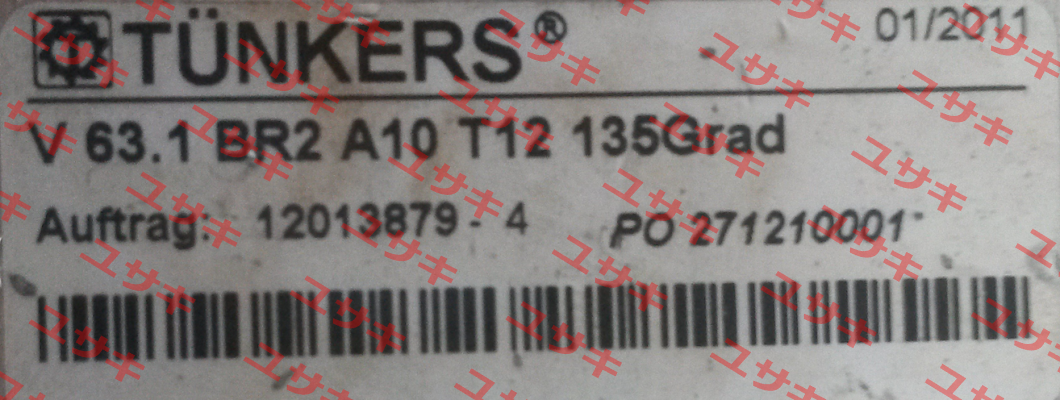 TÜNKERS® 01/2011
V 63.1 BR2 A10 T12 135Grad
Auftrag: 12013879 - 4 PO 271210001
ユサキ